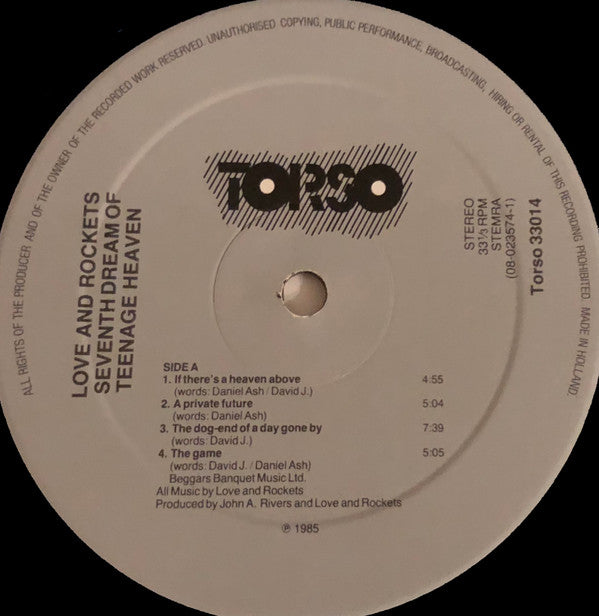 ALL RIGHTS OF THE PRODUCER AND OF THE OWNER OF THE RECORDED WORK RESERVED. UNAUTHORISED COPYING, PUBLIC PERFORMANCE, BROADCASTING, HIRING OR RENTAL OF THIS RECORDING PROHIBITED. MADE IN HOLLAND.
TORSO
LOVE AND ROCKETS
SEVENTH DREAM OF
TEENAGE HEAVEN
STEREO
33⅓ RPM
STEMRA
(08-023574-1)
Torso 33014
SIDE A
1. If there's a heaven above 4:55
(words: Daniel Ash / David J.)
2. A private future 5:04
(words: Daniel Ash)
3. The dog-end of a day gone by 7:39
(words: David J.)
4. The game 5:05
(words: David J. / Daniel Ash)
Beggars Banquet Music Ltd.
All Music by Love and Rockets
Produced by John A. Rivers and Love and Rockets
℗ 1985